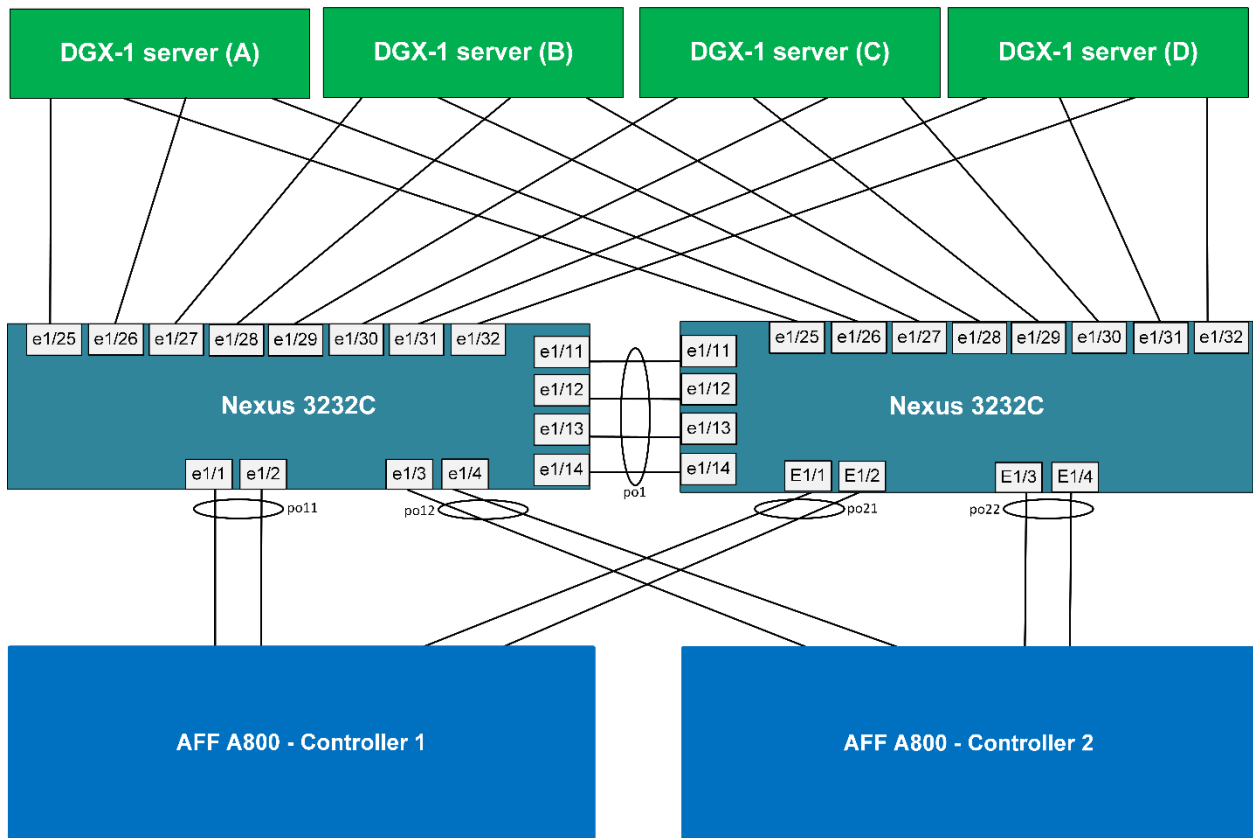 DGX-1 server (A)
DGX-1 server (B)
DGX-1 server (C)
DGX-1 server (D)
e1/25
e1/26
e1/27
e1/28
e1/29
e1/30
e1/31
e1/32
e1/11
e1/12
e1/13
e1/14
Nexus 3232C
e1/1
e1/2
e1/3
e1/4
po11
po12
po1
e1/25
e1/26
e1/27
e1/28
e1/29
e1/30
e1/31
e1/32
e1/11
e1/12
e1/13
e1/14
Nexus 3232C
E1/1
E1/2
E1/3
E1/4
po21
po22
AFF A800 - Controller 1
AFF A800 - Controller 2